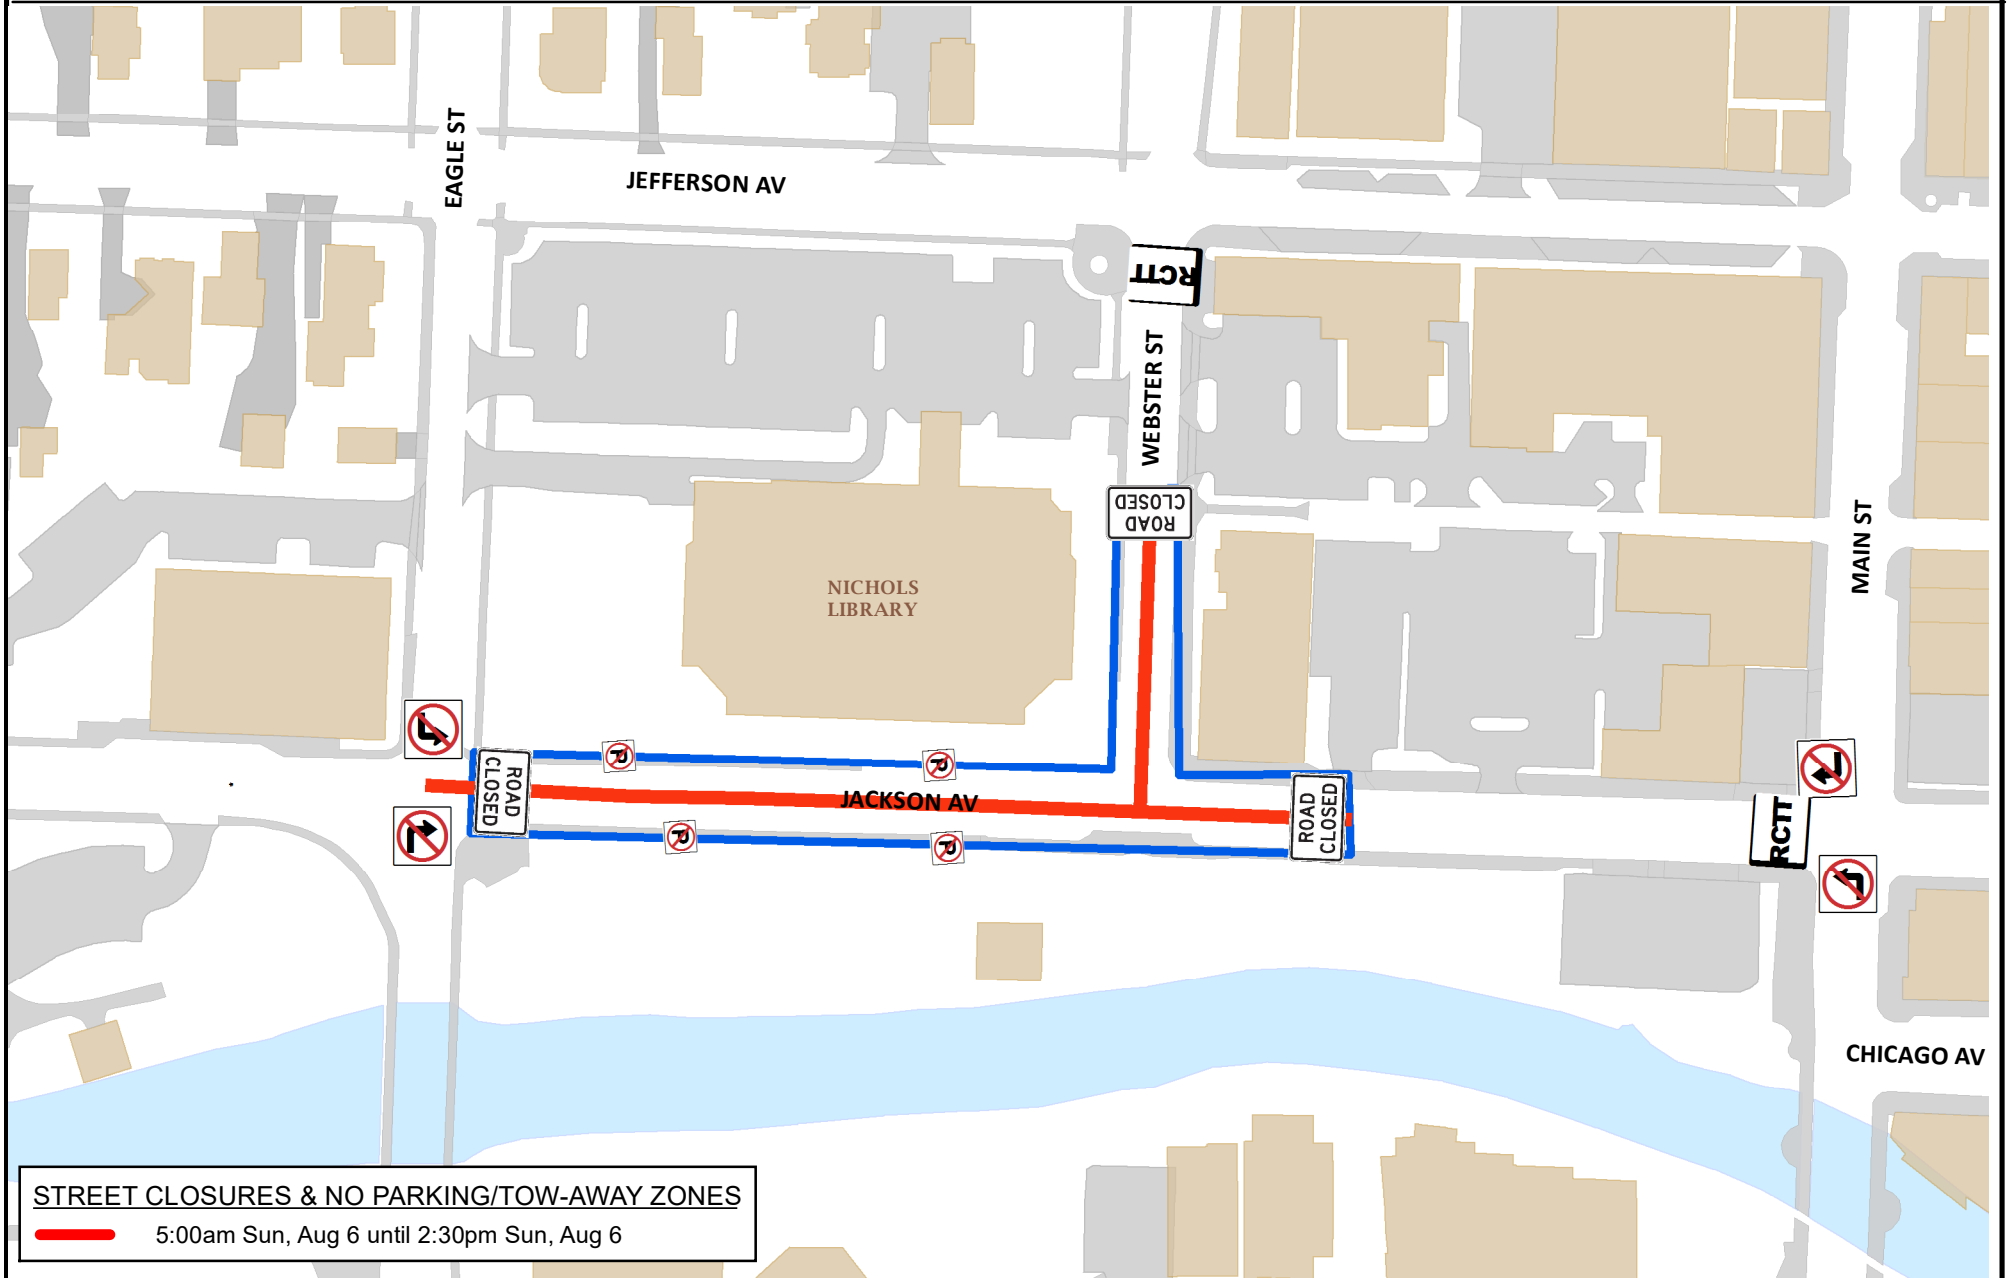 EAGLE ST
JEFFERSON AV
RCTT
WEBSTER ST
ROAD
CLOSED
MAIN ST
NICHOLS
LIBRARY
P
P
ROAD
CLOSED
JACKSON AV
ROAD
CLOSED
RCTT
P
P
CHICAGO AV
STREET CLOSURES & NO PARKING/TOW-AWAY ZONES
5:00am Sun, Aug 6 until 2:30pm Sun, Aug 6